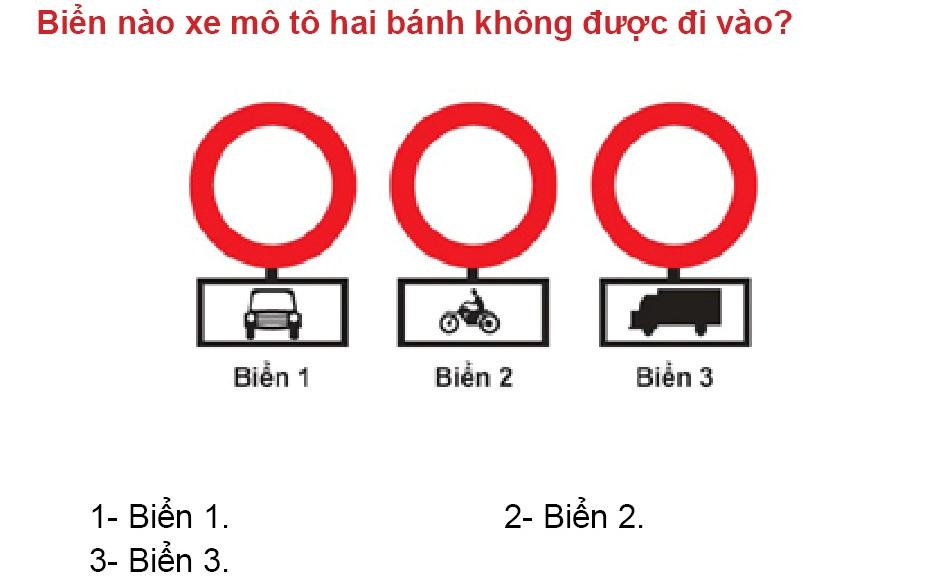 Biển nào xe mô tô hai bánh không được đi vào?
Biển 1 Biển 2 Biển 3
1- Biển 1. 2- Biển 2.
3- Biển 3.